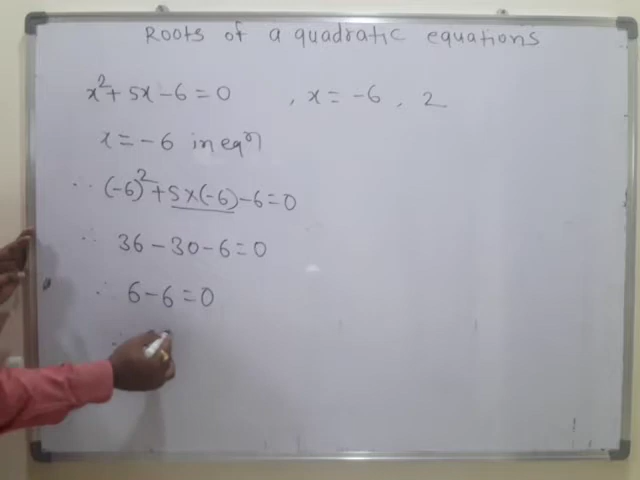 Roots of a quadratic equations
x²+ 5x - 6 = 0 , x = -6 , 2
x = -6 in eqⁿ
∴ (-6)² + 5×(-6) - 6 = 0
∴ 36 - 30 - 6 = 0
∴ 6 - 6 = 0